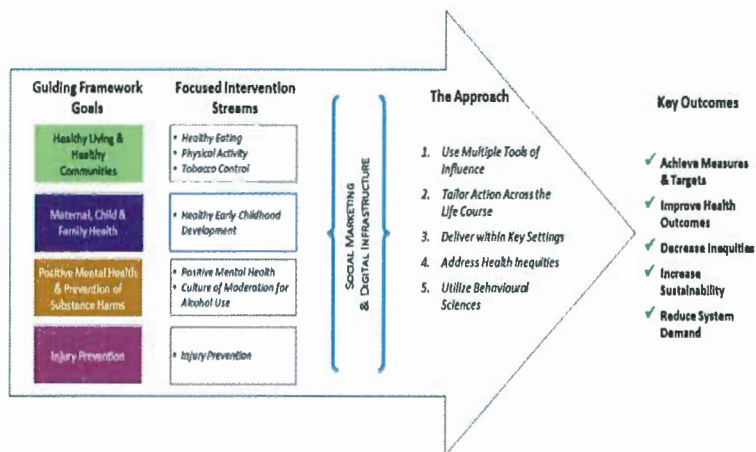 Guiding Framework
Goals
Healthy Living &
Healthy
Communities
Maternal, Child &
Family Health
Positive Mental Health
& Prevention of
Substance Harms
Injury Prevention
Focused Intervention
Streams
• Healthy Eating
• Physical Activity
• Tobacco Control
• Healthy Early Childhood
Development
• Positive Mental Health
• Culture of Moderation for
Alcohol Use
• Injury Prevention
SOCIAL MARKETING
& DIGITAL INFRASTRUCTURE
The Approach
1. Use Multiple Tools of
Influence
2. Tailor Action Across the
Life Course
3. Deliver within Key Settings
4. Address Health Inequities
5. Utilize Behavioural
Sciences
Key Outcomes
✓ Achieve Measures
& Targets
✓ Improve Health
Outcomes
✓ Decrease Inequities
✓ Increase
Sustainability
✓ Reduce System
Demand